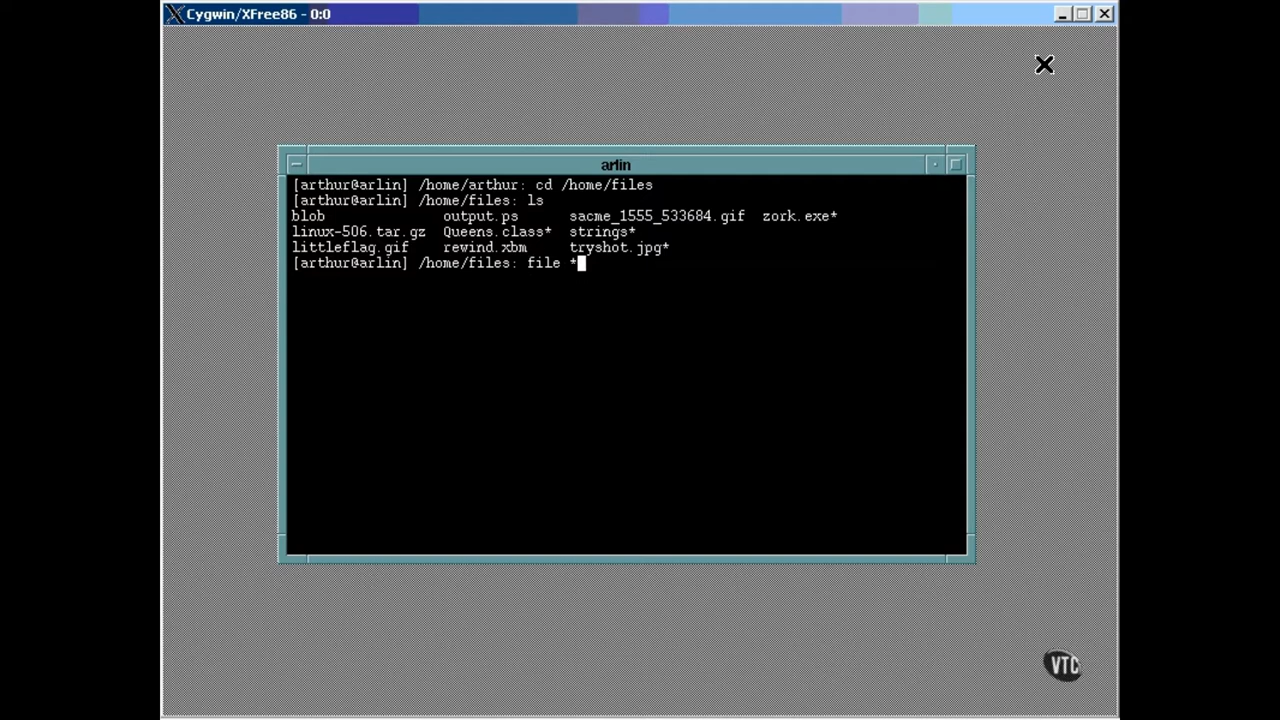 Cygwin/XFree86 - 0:0
arlin
[arthur@arlin] /home/arthur: cd /home/files
[arthur@arlin] /home/files: ls
blob output.ps sacme_1555_533684.gif zork.exe*
linux-506.tar.gz Queens.class* strings*
littleflag.gif rewind.xbm tryshot.jpg*
[arthur@arlin] /home/files: file *
VTC